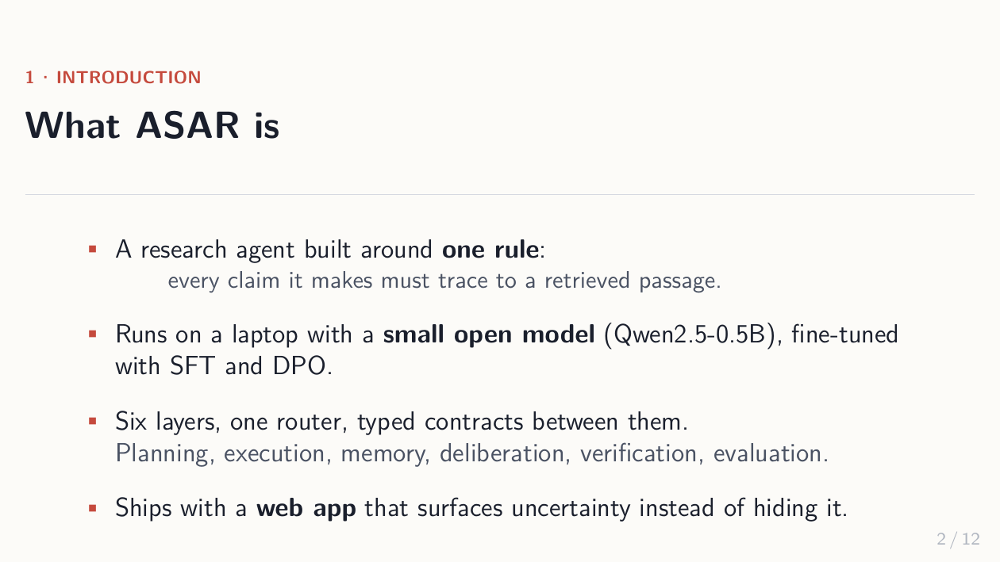 1 · INTRODUCTION
What ASAR is
▪ A research agent built around one rule:
every claim it makes must trace to a retrieved passage.
▪ Runs on a laptop with a small open model (Qwen2.5-0.5B), fine-tuned
with SFT and DPO.
▪ Six layers, one router, typed contracts between them.
Planning, execution, memory, deliberation, verification, evaluation.
▪ Ships with a web app that surfaces uncertainty instead of hiding it.
2 / 12